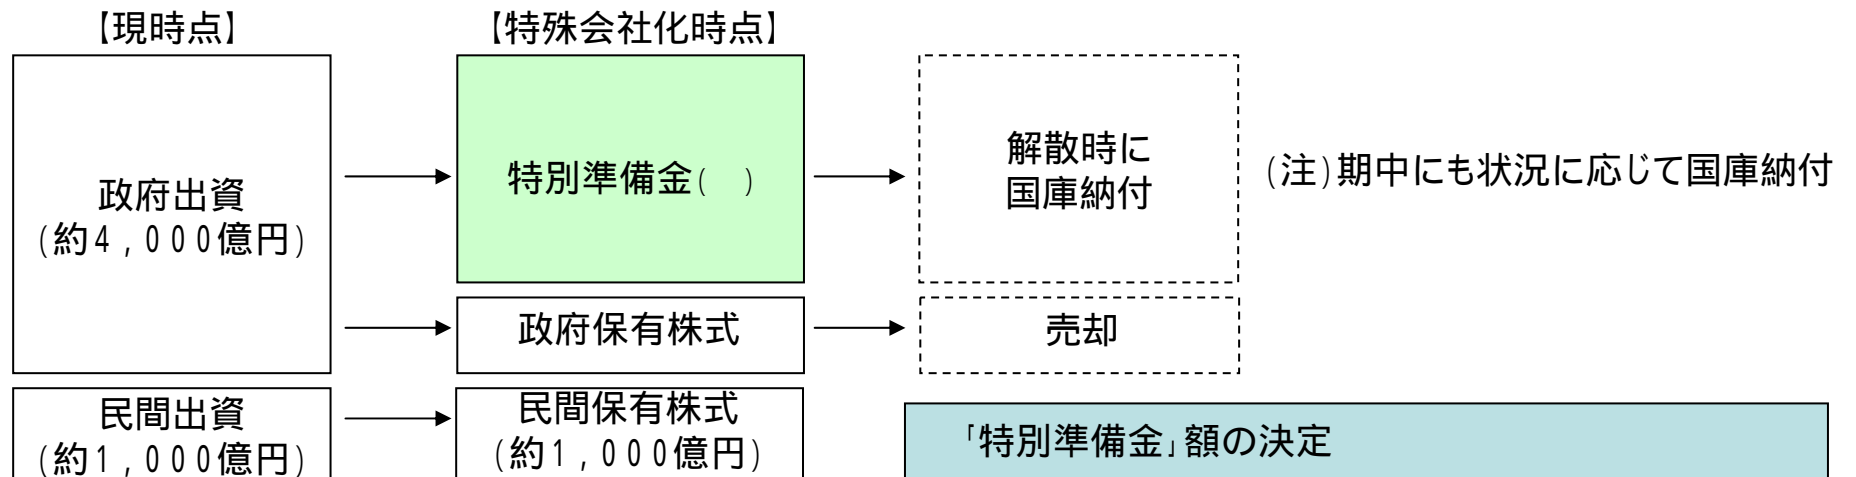 【現時点】
【特殊会社化時点】
政府出資
(約4,000億円)
特別準備金(　)
解散時に
国庫納付
(注)期中にも状況に応じて国庫納付
政府保有株式
売却
民間出資
(約1,000億円)
民間保有株式
(約1,000億円)
「特別準備金」額の決定